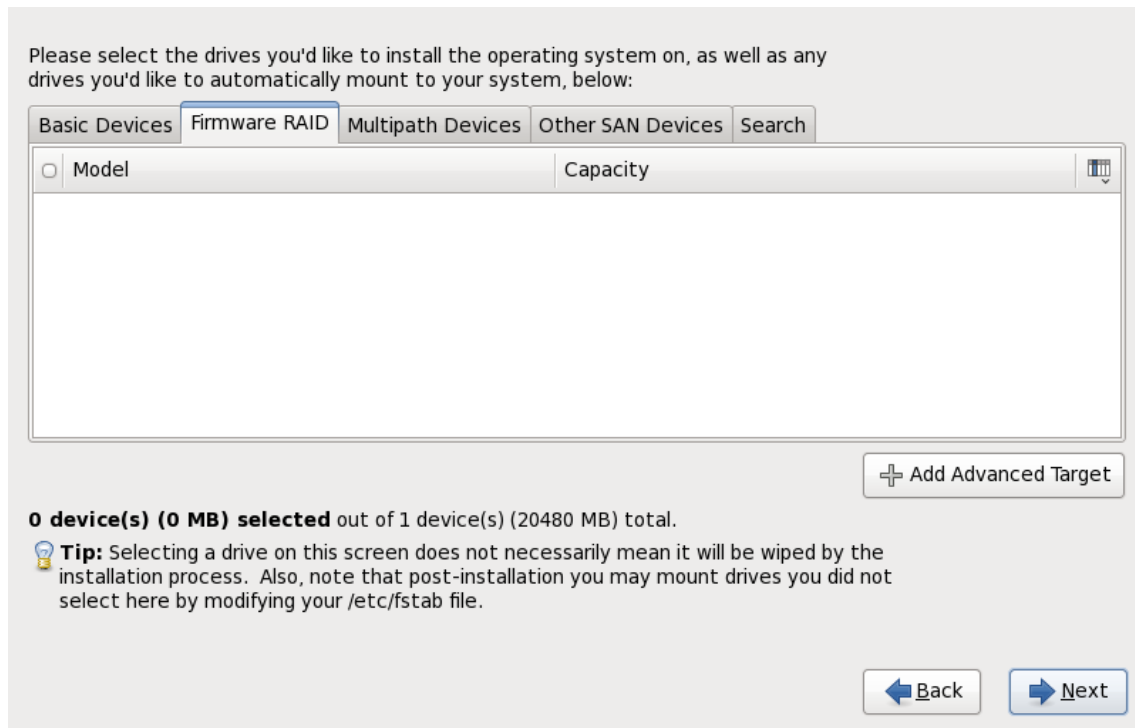 Please select the drives you'd like to install the operating system on, as well as any
drives you'd like to automatically mount to your system, below:
Basic Devices Firmware RAID Multipath Devices Other SAN Devices Search
Model Capacity
Add Advanced Target
0 device(s) (0 MB) selected out of 1 device(s) (20480 MB) total.
Tip: Selecting a drive on this screen does not necessarily mean it will be wiped by the
installation process.  Also, note that post-installation you may mount drives you did not
select here by modifying your /etc/fstab file.
Back Next